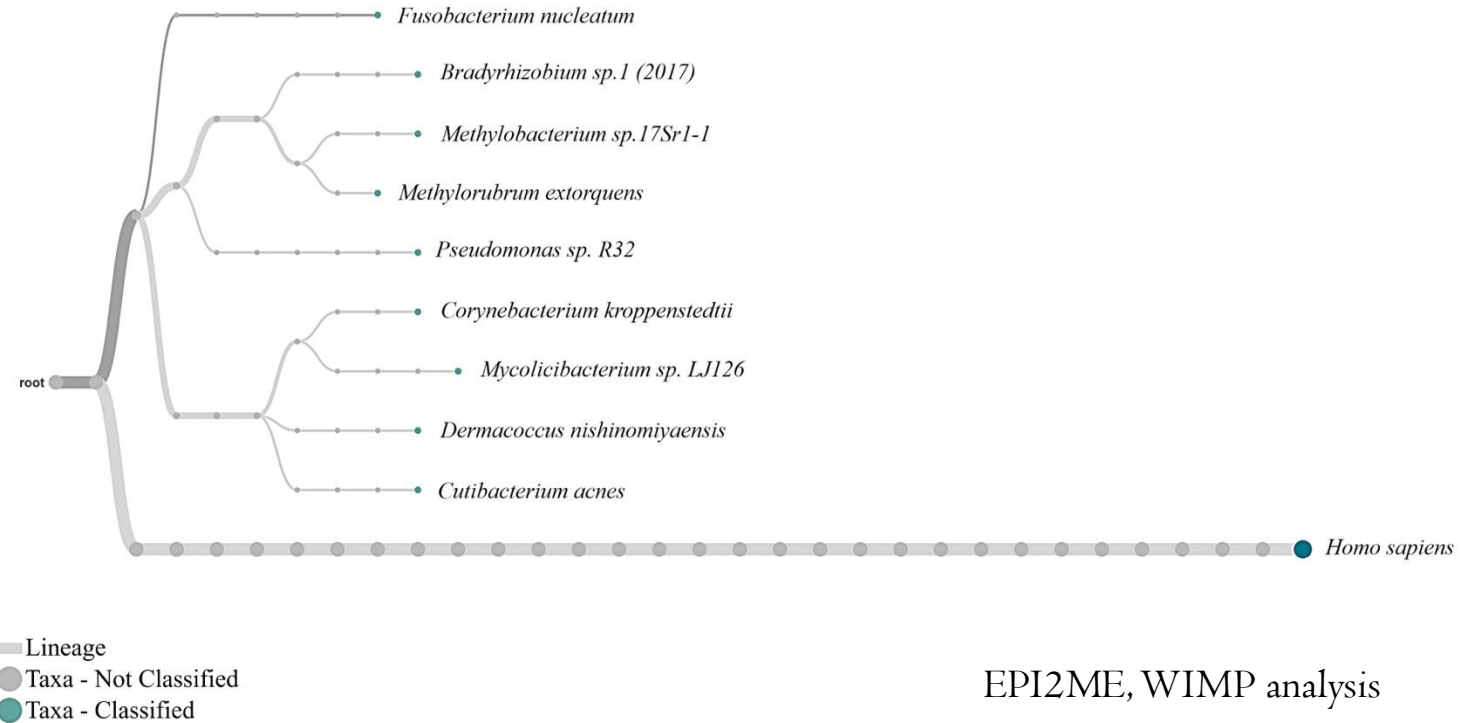 Fusobacterium nucleatum
Bradyrhizobium sp.1 (2017)
Methylobacterium sp.17Sr1-1
Methylorubrum extorquens
Pseudomonas sp. R32
Corynebacterium kroppenstedtii
root
Mycolicibacterium sp. LJ126
Dermacoccus nishinomiyaensis
Cutibacterium acnes
Homo sapiens
Lineage
Taxa - Not Classified
Taxa - Classified
EPI2ME, WIMP analysis